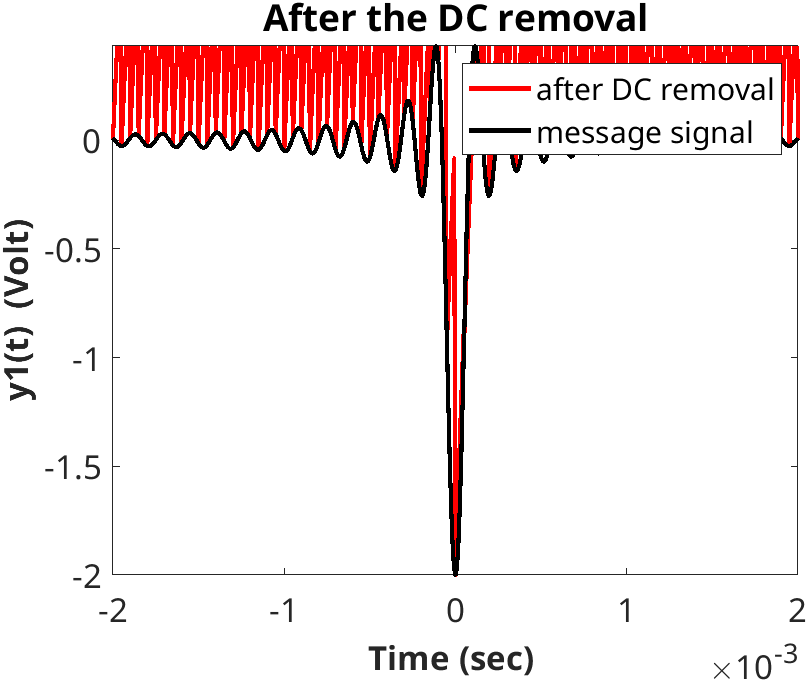 After the DC removal
after DC removal
message signal
y1(t) (Volt)
0
-0.5
-1
-1.5
-2
-2 -1 0 1 2
Time (sec)
×10-3